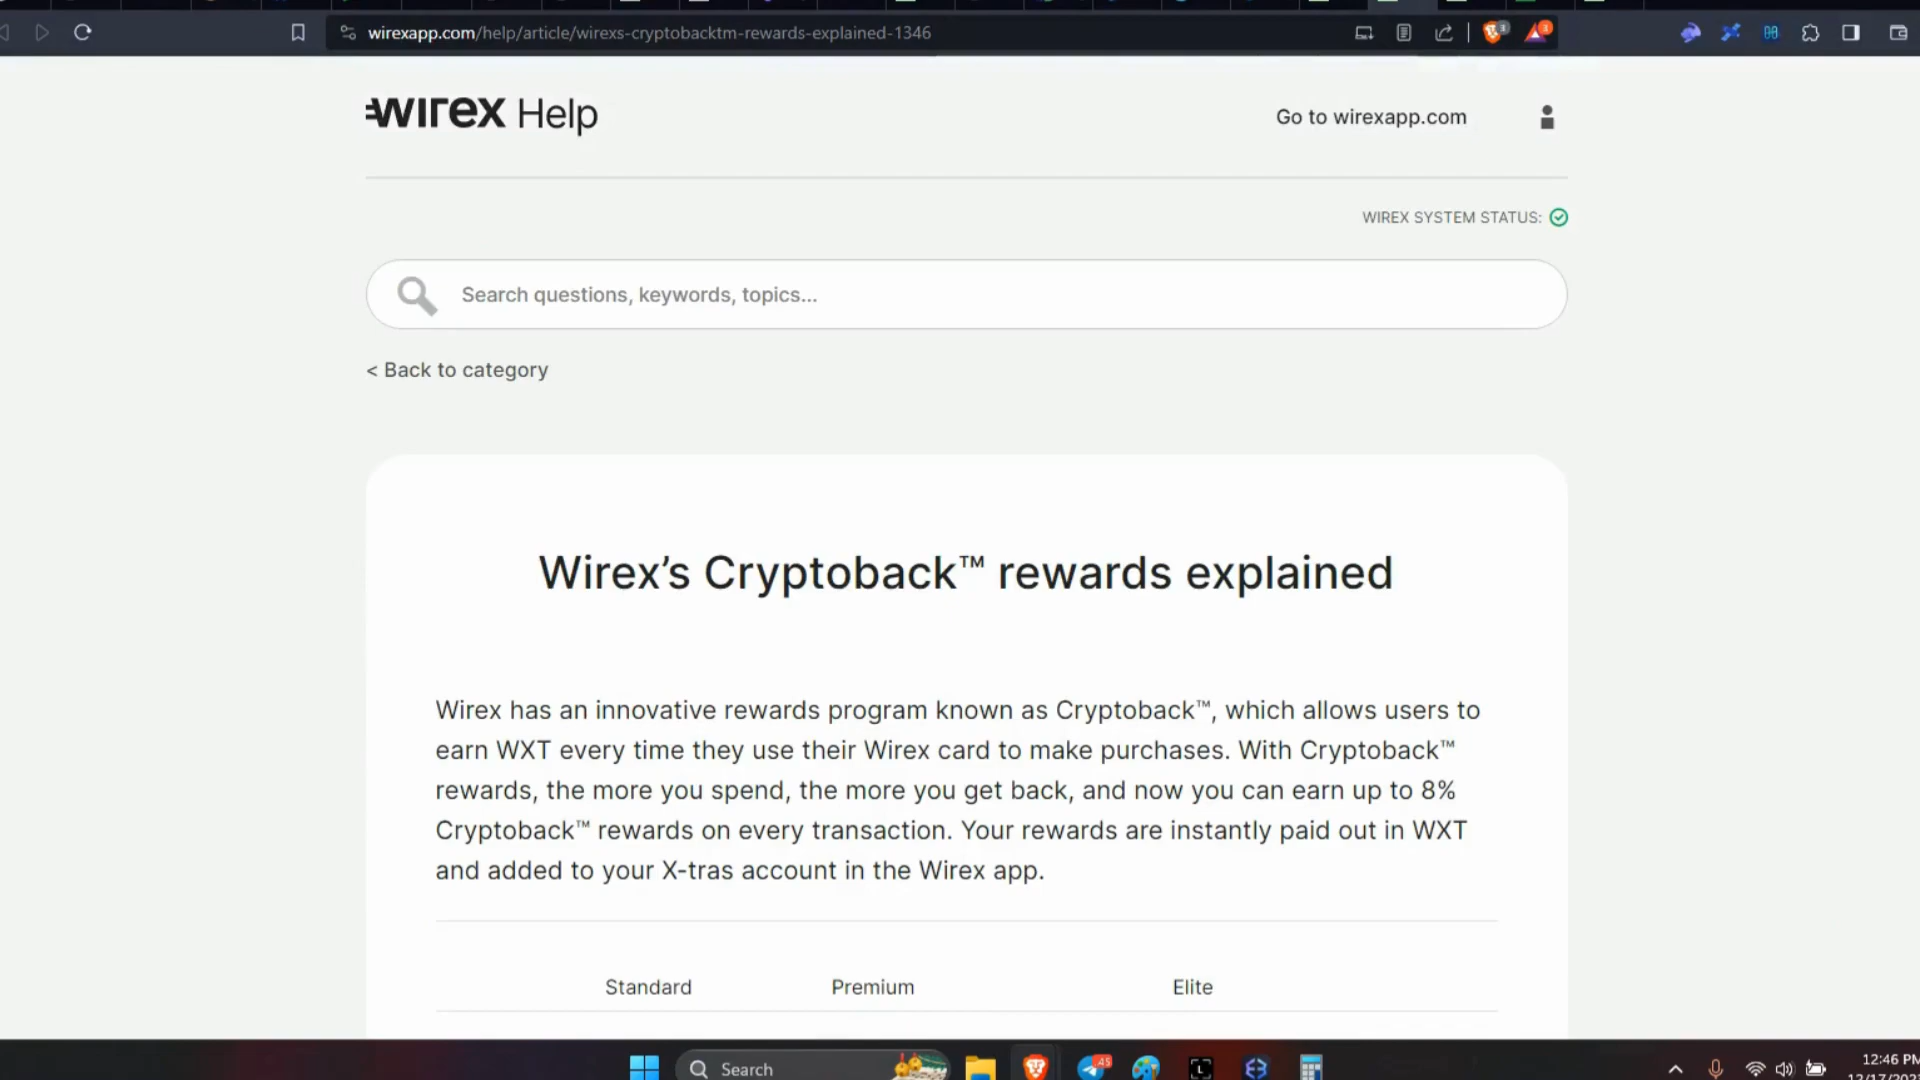 wirexapp.com/help/article/wirexs-cryptobacktm-rewards-explained-1346
wirex Help
Go to wirexapp.com
WIREX SYSTEM STATUS:
Search questions, keywords, topics...
< Back to category
Wirex’s Cryptoback™ rewards explained
Wirex has an innovative rewards program known as Cryptoback™, which allows users to
earn WXT every time they use their Wirex card to make purchases. With Cryptoback™
rewards, the more you spend, the more you get back, and now you can earn up to 8%
Cryptoback™ rewards on every transaction. Your rewards are instantly paid out in WXT
and added to your X-tras account in the Wirex app.
Standard Premium Elite
Search
45
12:46 PM